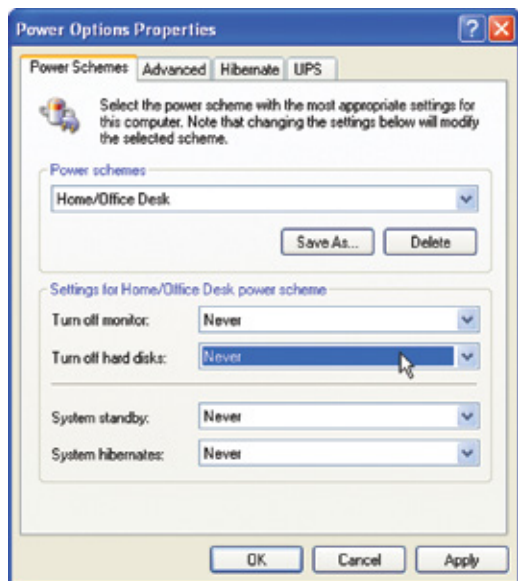 Power Options Properties
Power Schemes Advanced Hibernate UPS
Select the power scheme with the most appropriate settings for
this computer. Note that changing the settings below will modify
the selected scheme.
Power schemes
Home/Office Desk
Save As... Delete
Settings for Home/Office Desk power scheme
Turn off monitor: Never
Turn off hard disks: Never
System standby: Never
System hibernates: Never
OK Cancel Apply